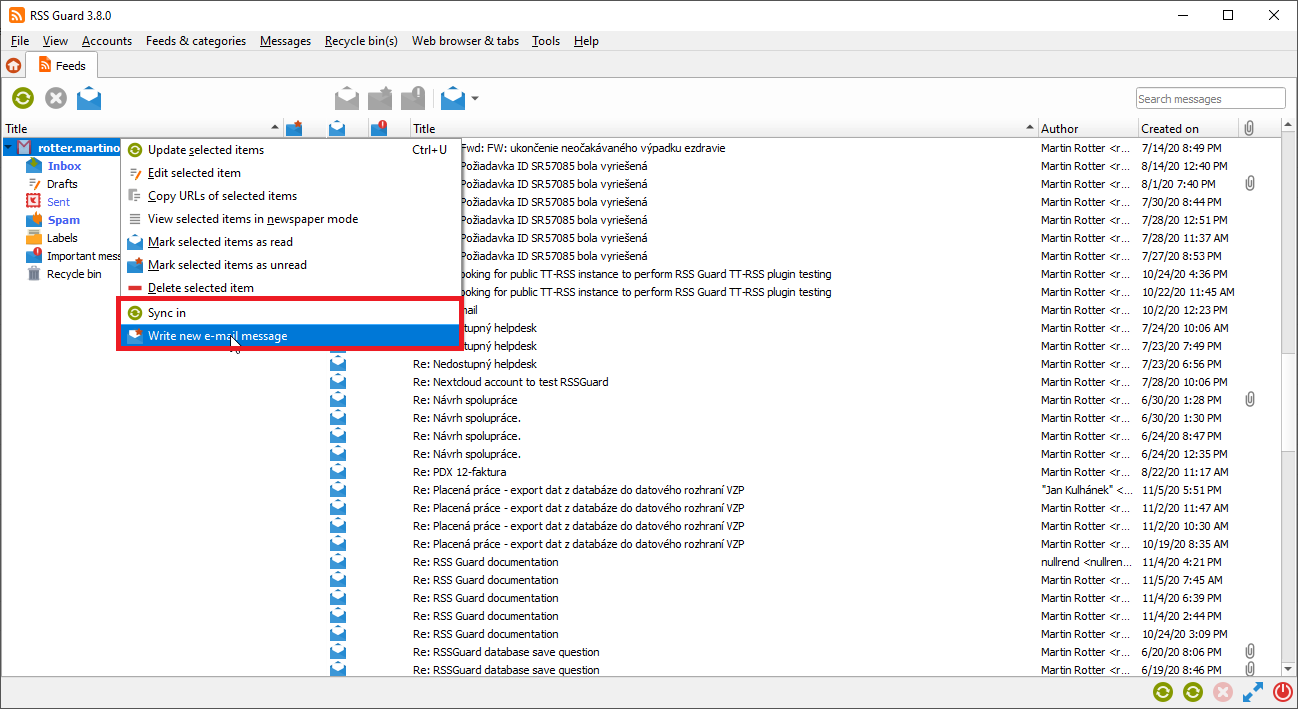 RSS Guard 3.8.0
File View Accounts Feeds & categories Messages Recycle bin(s) Web browser & tabs Tools Help
Feeds
Search messages
Title
rotter.martino
Inbox
Drafts
Sent
Spam
Labels
Important mess
Recycle bin
Update selected items Ctrl+U
Edit selected item
Copy URLs of selected items
View selected items in newspaper mode
Mark selected items as read
Mark selected items as unread
Delete selected item
Sync in
Write new e-mail message
Title Author Created on
Fwd: FW: ukončenie neočakávaného výpadku ezdravie Martin Rotter <r... 7/14/20 8:49 PM
Požiadavka ID SR57085 bola vyriešená Martin Rotter <r... 8/14/20 12:40 PM
Požiadavka ID SR57085 bola vyriešená Martin Rotter <r... 8/1/20 7:40 PM
Požiadavka ID SR57085 bola vyriešená Martin Rotter <r... 7/30/20 8:44 PM
Požiadavka ID SR57085 bola vyriešená Martin Rotter <r... 7/28/20 12:51 PM
Požiadavka ID SR57085 bola vyriešená Martin Rotter <r... 7/28/20 11:37 AM
Požiadavka ID SR57085 bola vyriešená Martin Rotter <r... 7/27/20 8:53 PM
ooking for public TT-RSS instance to perform RSS Guard TT-RSS plugin testing Martin Rotter <r... 10/24/20 4:36 PM
ooking for public TT-RSS instance to perform RSS Guard TT-RSS plugin testing Martin Rotter <r... 10/22/20 11:45 AM
mail Martin Rotter <r... 10/2/20 12:23 PM
stupný helpdesk Martin Rotter <r... 7/24/20 10:06 AM
stupný helpdesk Martin Rotter <r... 7/23/20 7:49 PM
Re: Nedostupný helpdesk Martin Rotter <r... 7/23/20 6:56 PM
Re: Nextcloud account to test RSSGuard Martin Rotter <r... 7/28/20 10:06 PM
Re: Návrh spolupráce Martin Rotter <r... 6/30/20 1:28 PM
Re: Návrh spolupráce. Martin Rotter <r... 6/30/20 1:30 PM
Re: Návrh spolupráce. Martin Rotter <r... 6/24/20 8:47 PM
Re: Návrh spolupráce. Martin Rotter <r... 6/24/20 12:35 PM
Re: PDX 12-faktura Martin Rotter <r... 8/22/20 11:17 AM
Re: Placená práce - export dat z databáze do datového rozhraní VZP "Jan Kulhánek" <... 11/5/20 5:51 PM
Re: Placená práce - export dat z databáze do datového rozhraní VZP Martin Rotter <r... 11/2/20 11:47 AM
Re: Placená práce - export dat z databáze do datového rozhraní VZP Martin Rotter <r... 11/2/20 10:30 AM
Re: Placená práce - export dat z databáze do datového rozhraní VZP Martin Rotter <r... 10/19/20 8:35 AM
Re: RSS Guard documentation nullrend <nullren... 11/4/20 4:21 PM
Re: RSS Guard documentation Martin Rotter <r... 11/5/20 7:45 AM
Re: RSS Guard documentation Martin Rotter <r... 11/4/20 6:39 PM
Re: RSS Guard documentation Martin Rotter <r... 11/4/20 2:44 PM
Re: RSS Guard documentation Martin Rotter <r... 10/24/20 3:09 PM
Re: RSSGuard database save question Martin Rotter <r... 6/20/20 8:06 PM
Re: RSSGuard database save question Martin Rotter <r... 6/19/20 8:46 PM